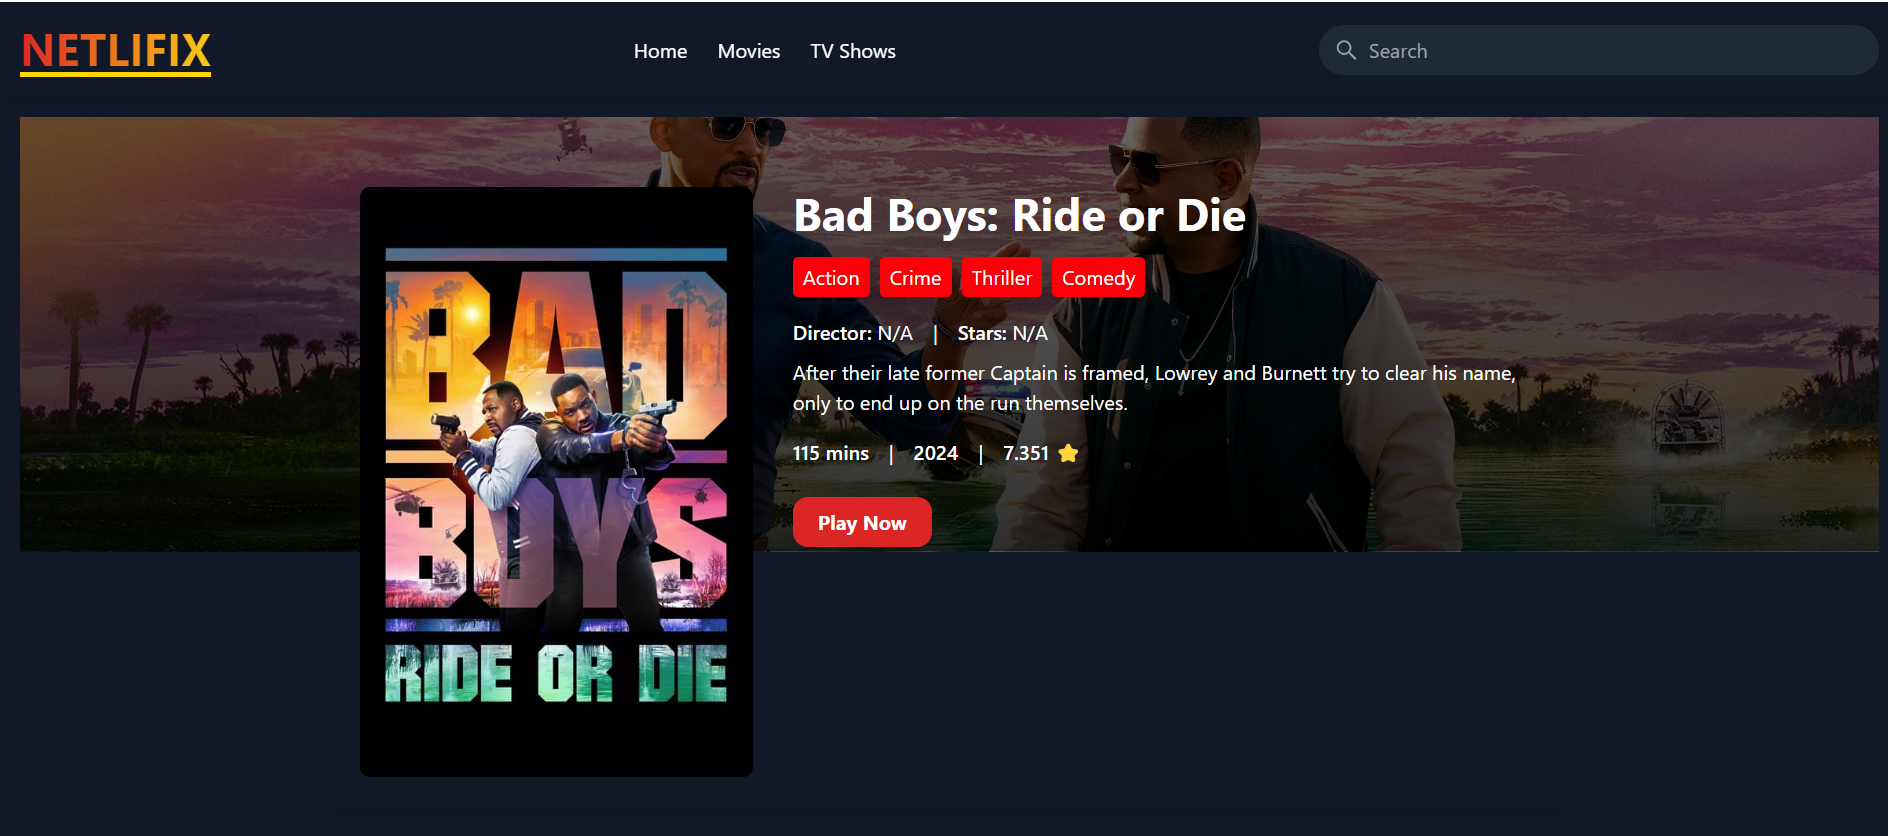 NETLIFIX
Home Movies TV Shows
Search
BAD
BOYS
RIDE OR DIE
Bad Boys: Ride or Die
Action Crime Thriller Comedy
Director: N/A | Stars: N/A
After their late former Captain is framed, Lowrey and Burnett try to clear his name,
only to end up on the run themselves.
115 mins | 2024 | 7.351
Play Now